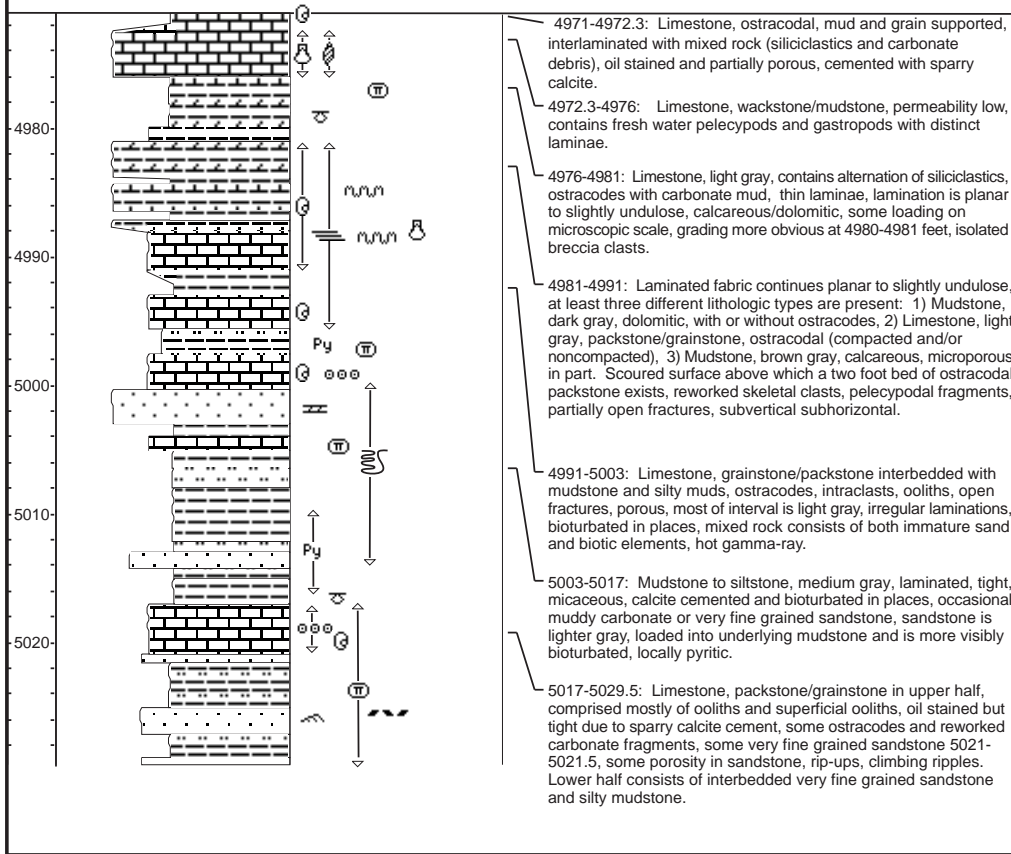 4971-4972.3: Limestone, ostracodal, mud and grain supported,
interlaminated with mixed rock (siliciclastics and carbonate
debris), oil stained and partially porous, cemented with sparry
calcite.
4972.3-4976: Limestone, wackstone/mudstone, permeability low,
contains fresh water pelecypods and gastropods with distinct
laminae.
4976-4981: Limestone, light gray, contains alternation of siliciclastics,
ostracodes with carbonate mud, thin laminae, lamination is planar
to slightly undulose, calcareous/dolomitic, some loading on
microscopic scale, grading more obvious at 4980-4981 feet, isolated
breccia clasts.
4981-4991: Laminated fabric continues planar to slightly undulose,
at least three different lithologic types are present: 1) Mudstone,
dark gray, dolomitic, with or without ostracodes, 2) Limestone, light
gray, packstone/grainstone, ostracodal (compacted and/or
noncompacted), 3) Mudstone, brown gray, calcareous, microporous
in part. Scoured surface above which a two foot bed of ostracodal
packstone exists, reworked skeletal clasts, pelecypodal fragments,
partially open fractures, subvertical subhorizontal.
4991-5003: Limestone, grainstone/packstone interbedded with
mudstone and silty muds, ostracodes, intraclasts, ooliths, open
fractures, porous, most of interval is light gray, irregular laminations,
bioturbated in places, mixed rock consists of both immature sand
and biotic elements, hot gamma-ray.
5003-5017: Mudstone to siltstone, medium gray, laminated, tight,
micaceous, calcite cemented and bioturbated in places, occasional
muddy carbonate or very fine grained sandstone, sandstone is
lighter gray, loaded into underlying mudstone and is more visibly
bioturbated, locally pyritic.
5017-5029.5: Limestone, packstone/grainstone in upper half,
comprised mostly of ooliths and superficial ooliths, oil stained but
tight due to sparry calcite cement, some ostracodes and reworked
carbonate fragments, some very fine grained sandstone 5021-
5021.5, some porosity in sandstone, rip-ups, climbing ripples.
Lower half consists of interbedded very fine grained sandstone
and silty mudstone.
4980
4990
5000
5010
5020
π
Py
π
π
Py
π